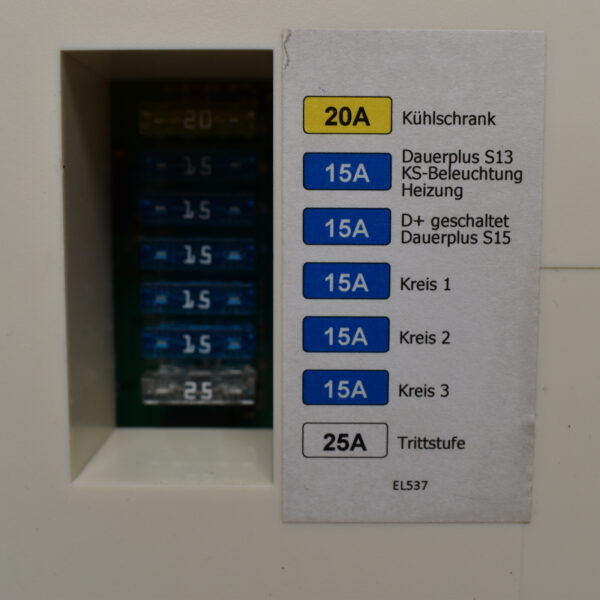 20
15
15
15
15
15
25
20A Kühlschrank
15A Dauerplus S13
KS-Beleuchtung
Heizung
15A D+ geschaltet
Dauerplus S15
15A Kreis 1
15A Kreis 2
15A Kreis 3
25A Trittstufe
EL537